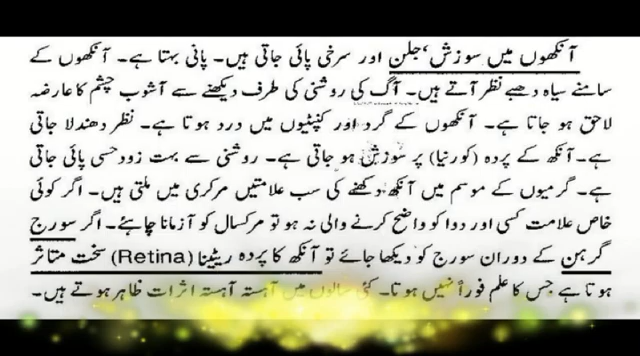 آنکھوں میں سوزش‘ جلن اور سرخی پائی جاتی ہیں۔ پانی بہتا ہے۔ آنکھوں کے
سامنے سیاہ دھبے نظر آتے ہیں۔ آگ کی روشنی کی طرف دیکھنے سے آشوب چشم کا عارضہ
لاحق ہو جاتا ہے۔ آنکھوں کے گرد اور کنپٹیوں میں درد ہوتا ہے۔ نظر دھندلا جاتی
ہے۔ آنکھ کے پردہ (کورنیا) پر سوزش ہو جاتی ہے۔ روشنی سے بہت زود حسی پائی جاتی
ہے۔ گرمیوں کے موسم میں آنکھ دکھنے کی سب علامتیں مرکری میں ملتی ہیں۔ اگر کوئی
خاص علامت کسی اور دوا کو واضح کرنے والی نہ ہو تو مرکسال کو آزمانا چاہئے۔ اگر سورج
گرہن کے دوران سورج کو دیکھا جائے تو آنکھ کا پردہ ریٹینا (Retina) سخت متاثر
ہوتا ہے جس کا علم فوراً نہیں ہوتا۔ کئی سالوں میں آہستہ آہستہ اثرات ظاہر ہوتے ہیں۔